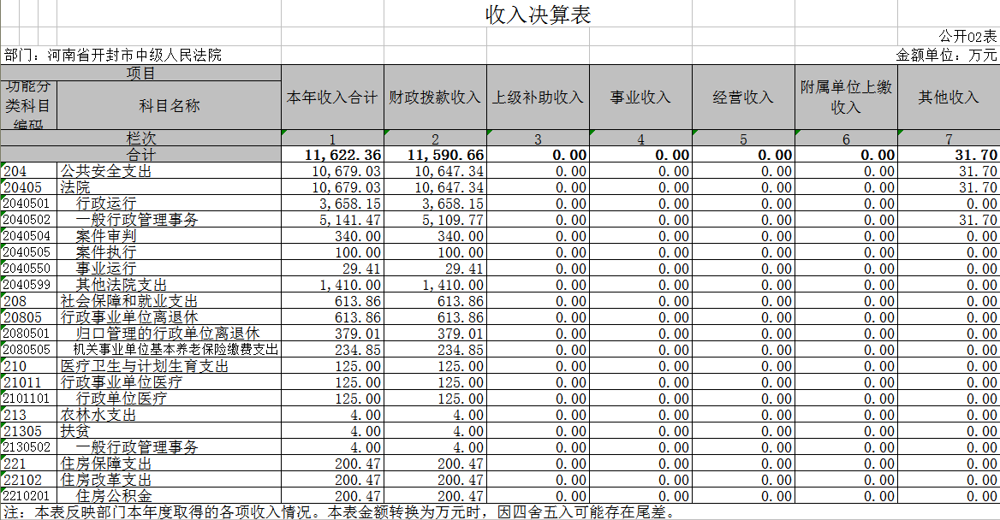 收入决算表
公开02表
部门：河南省开封市中级人民法院 金额单位：万元
项目 本年收入合计 财政拨款收入 上级补助收入 事业收入 经营收入 附属单位上缴收入 其他收入
功能分类科目编码 科目名称
栏次 1 2 3 4 5 6 7
合计 11,622.36 11,590.66 0.00 0.00 0.00 0.00 31.70
204 公共安全支出 10,679.03 10,647.34 0.00 0.00 0.00 0.00 31.70
20405 法院 10,679.03 10,647.34 0.00 0.00 0.00 0.00 31.70
2040501 行政运行 3,658.15 3,658.15 0.00 0.00 0.00 0.00 0.00
2040502 一般行政管理事务 5,141.47 5,109.77 0.00 0.00 0.00 0.00 31.70
2040504 案件审判 340.00 340.00 0.00 0.00 0.00 0.00 0.00
2040505 案件执行 100.00 100.00 0.00 0.00 0.00 0.00 0.00
2040550 事业运行 29.41 29.41 0.00 0.00 0.00 0.00 0.00
2040599 其他法院支出 1,410.00 1,410.00 0.00 0.00 0.00 0.00 0.00
208 社会保障和就业支出 613.86 613.86 0.00 0.00 0.00 0.00 0.00
20805 行政事业单位离退休 613.86 613.86 0.00 0.00 0.00 0.00 0.00
2080501 归口管理的行政单位离退休 379.01 379.01 0.00 0.00 0.00 0.00 0.00
2080505 机关事业单位基本养老保险缴费支出 234.85 234.85 0.00 0.00 0.00 0.00 0.00
210 医疗卫生与计划生育支出 125.00 125.00 0.00 0.00 0.00 0.00 0.00
21011 行政事业单位医疗 125.00 125.00 0.00 0.00 0.00 0.00 0.00
2101101 行政单位医疗 125.00 125.00 0.00 0.00 0.00 0.00 0.00
213 农林水支出 4.00 4.00 0.00 0.00 0.00 0.00 0.00
21305 扶贫 4.00 4.00 0.00 0.00 0.00 0.00 0.00
2130502 一般行政管理事务 4.00 4.00 0.00 0.00 0.00 0.00 0.00
221 住房保障支出 200.47 200.47 0.00 0.00 0.00 0.00 0.00
22102 住房改革支出 200.47 200.47 0.00 0.00 0.00 0.00 0.00
2210201 住房公积金 200.47 200.47 0.00 0.00 0.00 0.00 0.00
注：本表反映部门本年度取得的各项收入情况。本表金额转换为万元时，因四舍五入可能存在尾差。